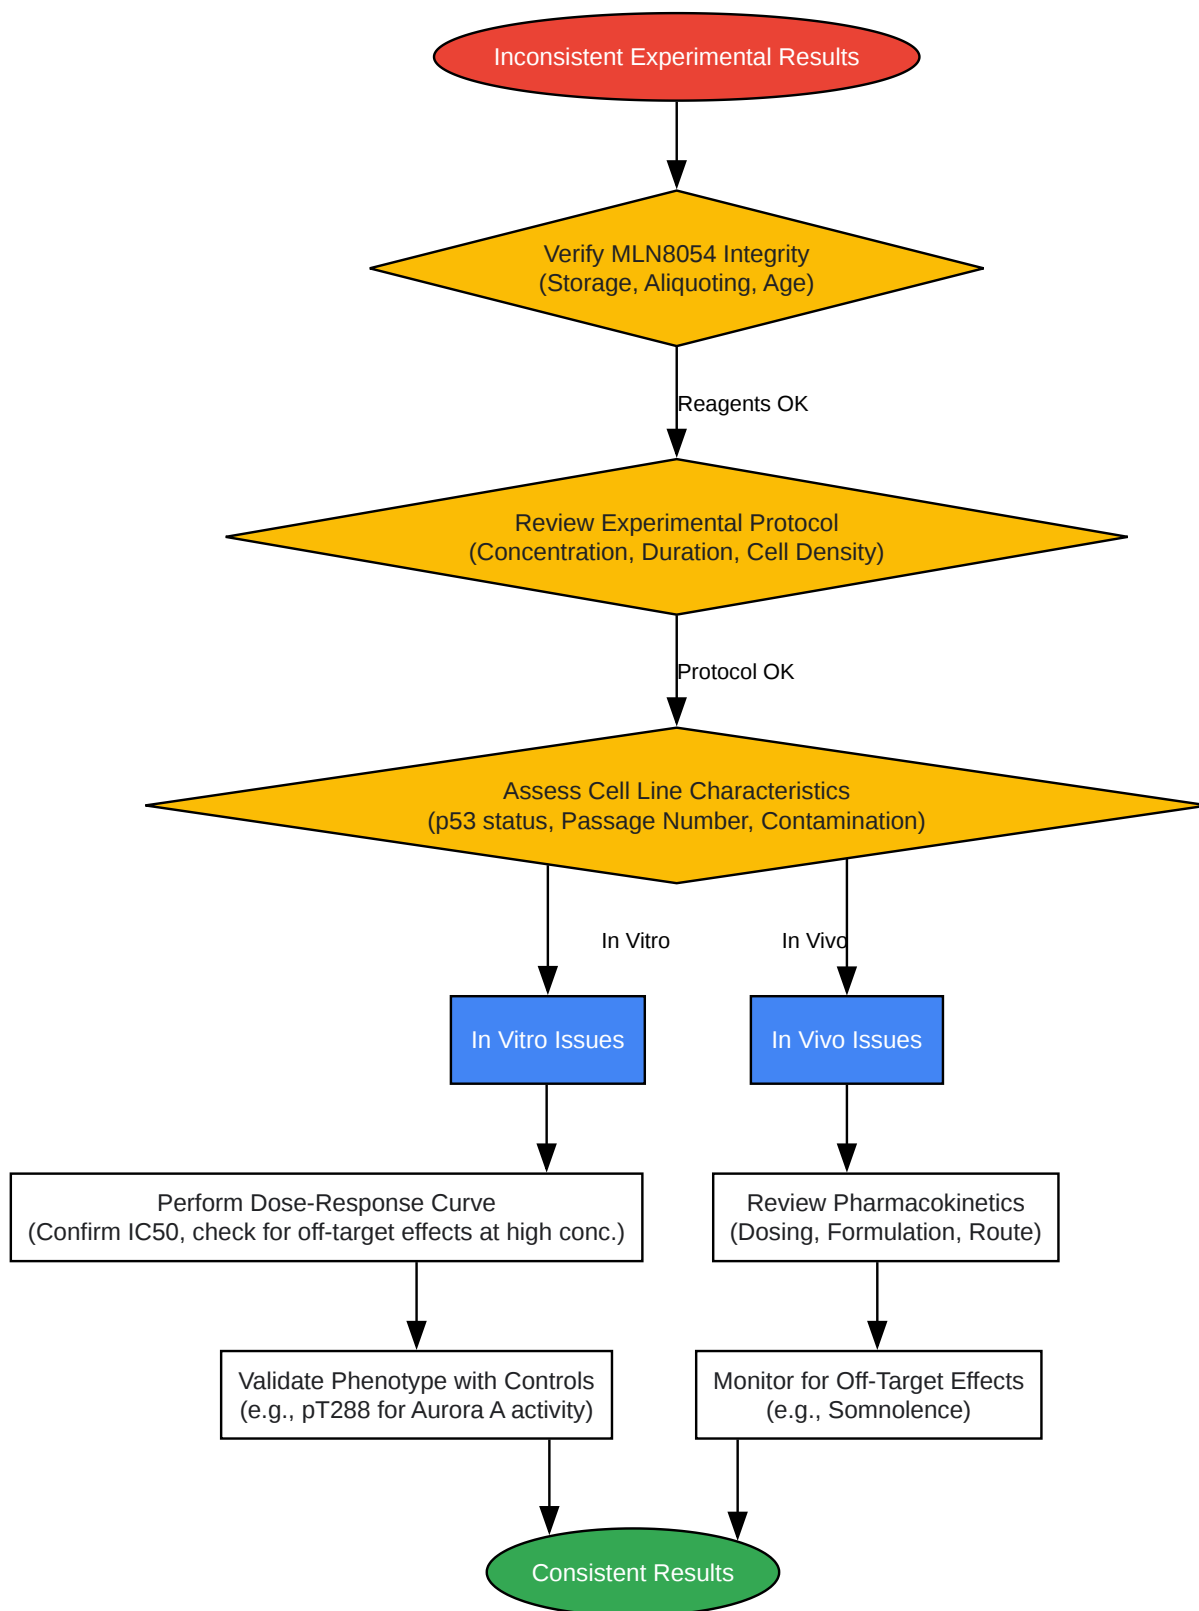 Inconsistent Experimental Results
Verify MLN8054 Integrity
(Storage, Aliquoting, Age)
Reagents OK
Review Experimental Protocol
(Concentration, Duration, Cell Density)
Protocol OK
Assess Cell Line Characteristics
(p53 status, Passage Number, Contamination)
In Vitro
In Vivo
In Vitro Issues
In Vivo Issues
Perform Dose-Response Curve
(Confirm IC50, check for off-target effects at high conc.)
Review Pharmacokinetics
(Dosing, Formulation, Route)
Validate Phenotype with Controls
(e.g., pT288 for Aurora A activity)
Monitor for Off-Target Effects
(e.g., Somnolence)
Consistent Results